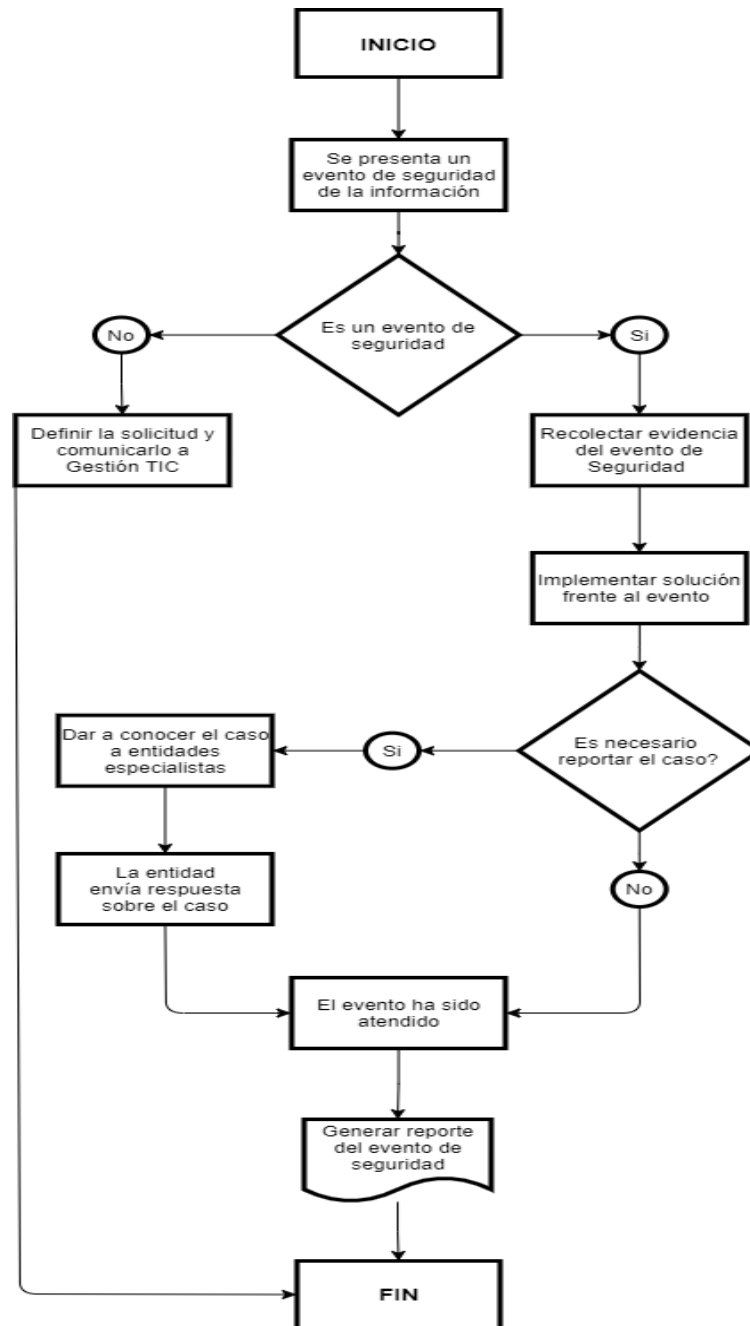 INICIO
Se presenta un
evento de seguridad
de la información
Es un evento de
seguridad
No
Si
Definir la solicitud y
comunicarlo a
Gestión TIC
Recolectar evidencia
del evento de
Seguridad
Implementar solución
frente al evento
Es necesario
reportar el caso?
Si
Dar a conocer el caso
a entidades
especialistas
La entidad
envía respuesta
sobre el caso
No
El evento ha sido
atendido
Generar reporte
del evento de
seguridad
FIN